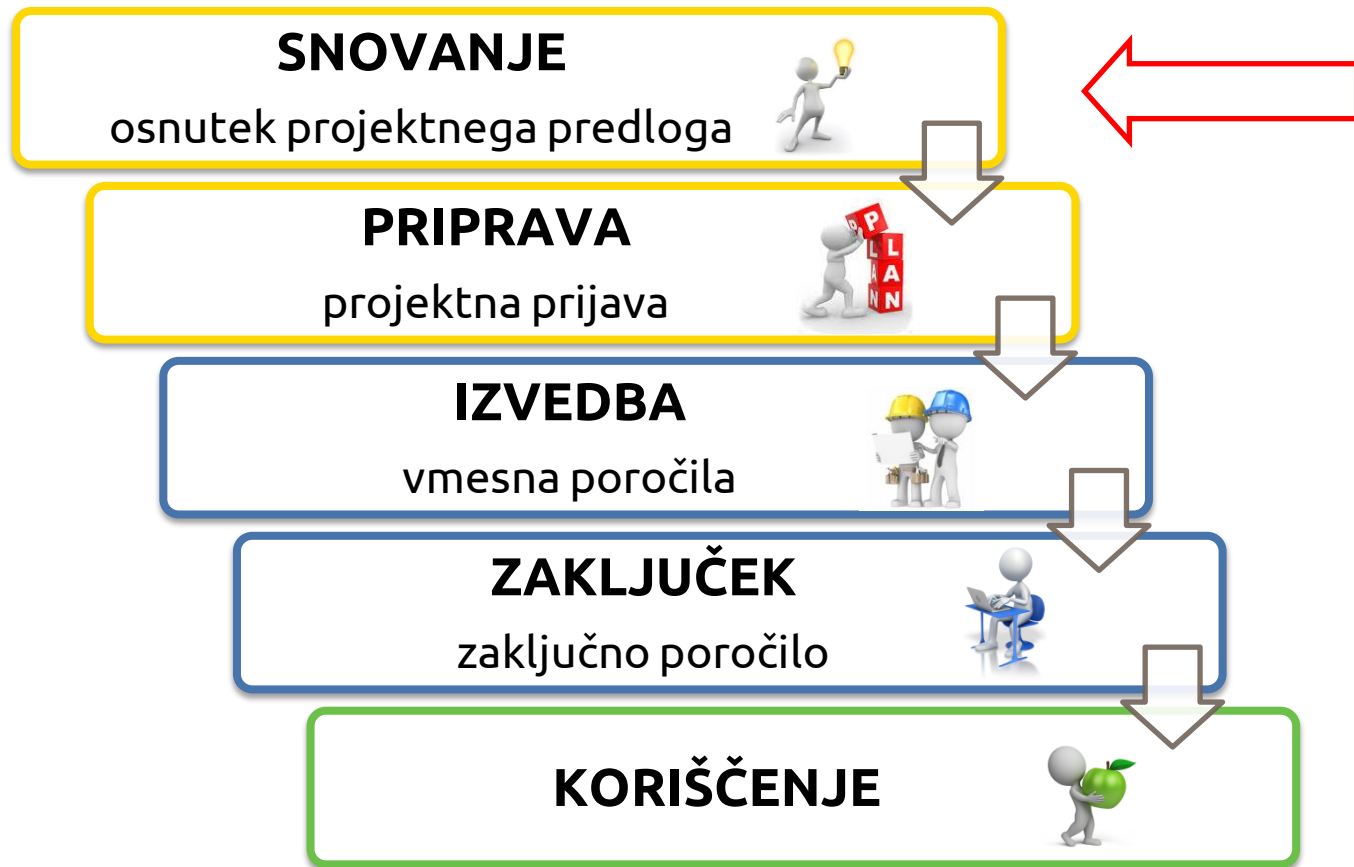 SNOVANJE
osnutek projektnega predloga
PRIPRAVA
projektna prijava
P
L
A
N
L
A
N
IZVEDBA
vmesna poročila
ZAKLJUČEK
zaključno poročilo
KORIŠČENJE